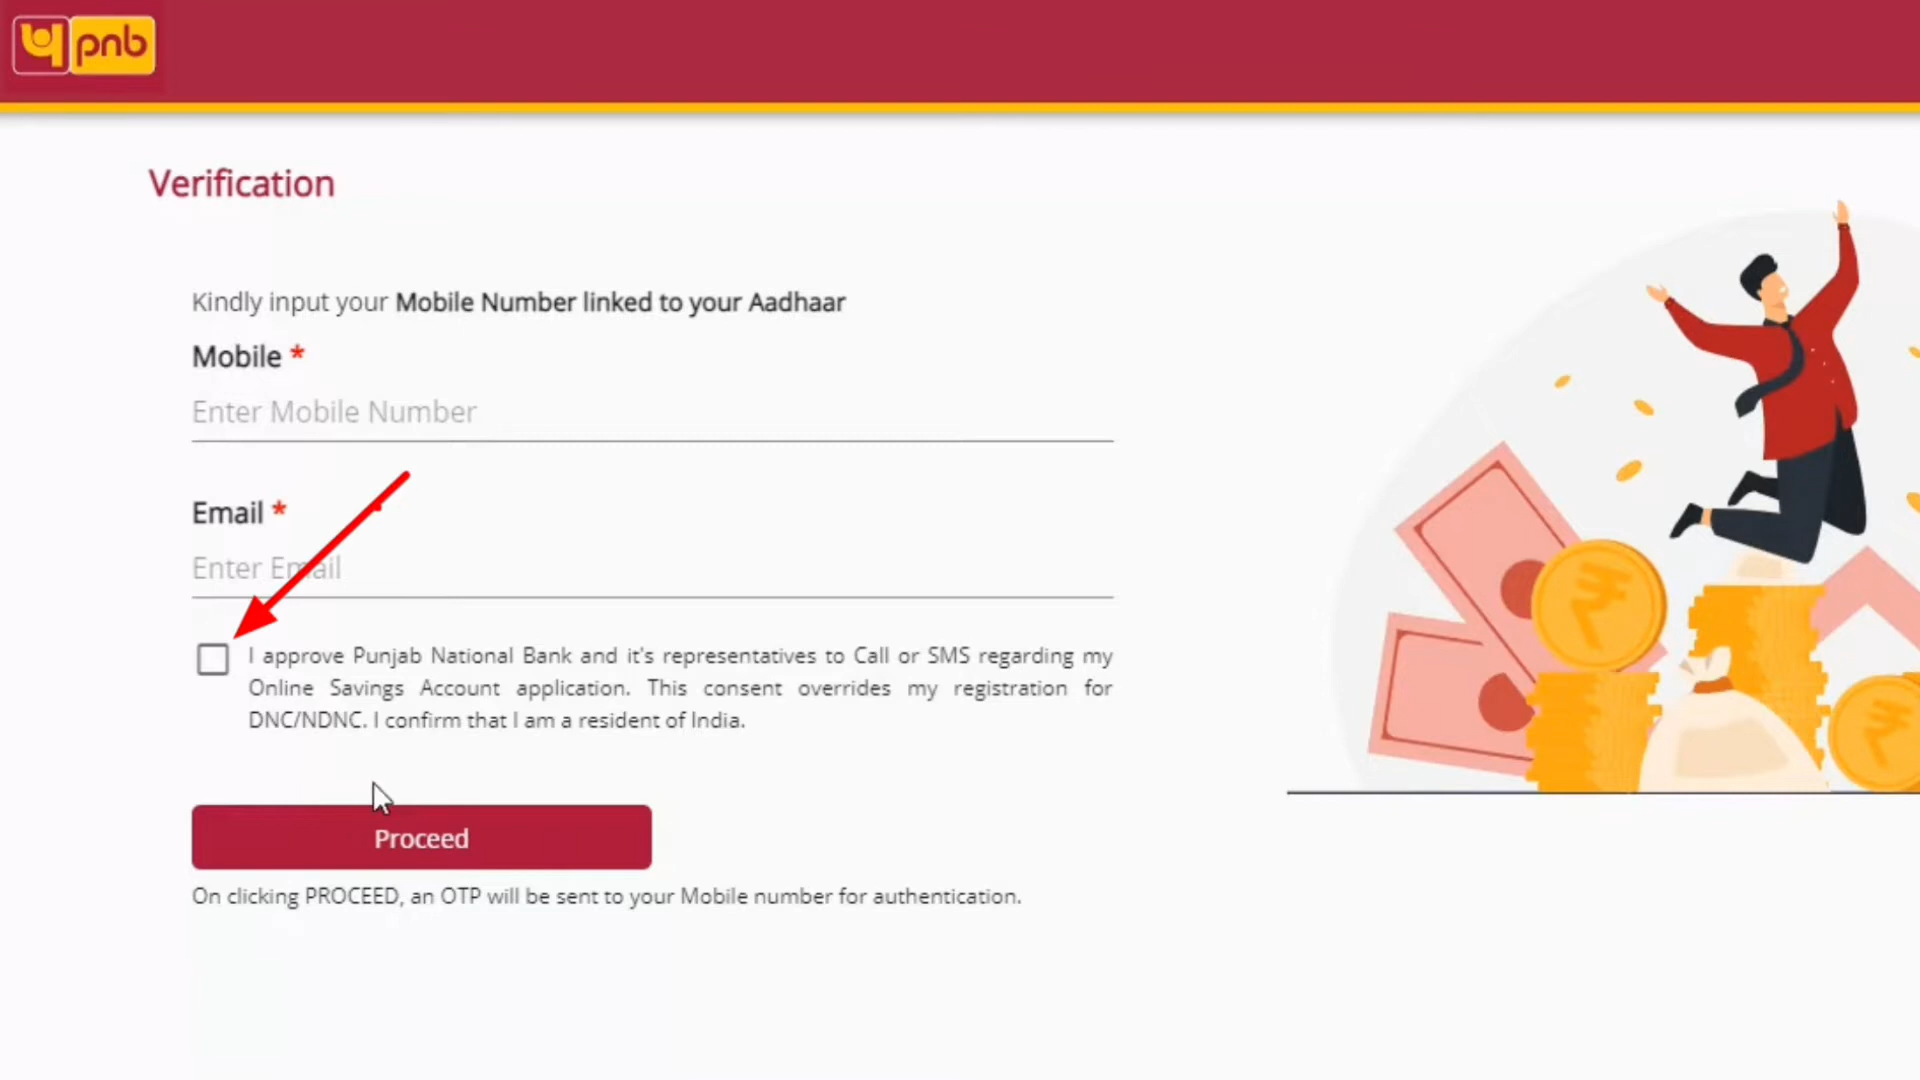 pnb
Verification
Kindly input your Mobile Number linked to your Aadhaar
Mobile *
Enter Mobile Number
Email *
Enter Email
I approve Punjab National Bank and it's representatives to Call or SMS regarding my
Online Savings Account application. This consent overrides my registration for
DNC/NDNC. I confirm that I am a resident of India.
Proceed
On clicking PROCEED, an OTP will be sent to your Mobile number for authentication.